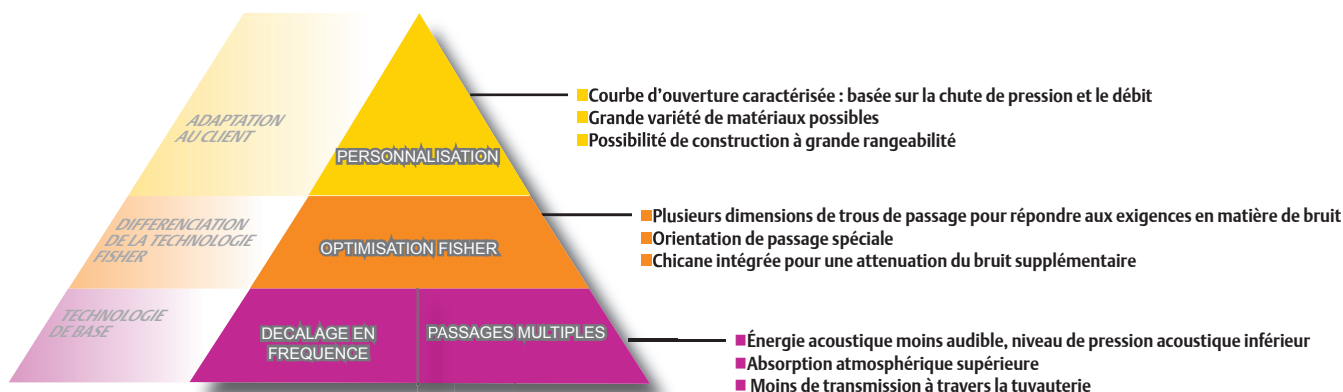 ADAPTATION
AU CLIENT
PERSONNALISATION
■Courbe d'ouverture caractérisée : basée sur la chute de pression et le débit
■Grande variété de matériaux possibles
■Possibilité de construction à grande rangeabilité
DIFFERENCIATION
DE LA TECHNOLOGIE
FISHER
OPTIMISATION FISHER
■Plusieurs dimensions de trous de passage pour répondre aux exigences en matière de bruit
■Orientation de passage spéciale
■Chicane intégrée pour une attenuation du bruit supplémentaire
TECHNOLOGIE
DE BASE
DECALAGE EN
FREQUENCE
PASSAGES MULTIPLES
■Énergie acoustique moins audible, niveau de pression acoustique inférieur
■Absorption atmosphérique supérieure
■ Moins de transmission à travers la tuyauterie